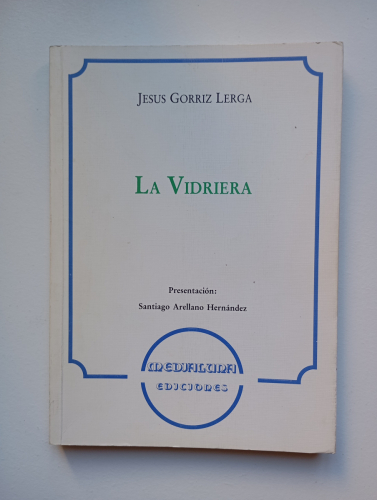 JESUS GORRIZ LERGA
LA VIDRIERA
Presentación:
Santiago Arellano Hernández
MEDIALUNA
EDICIONES